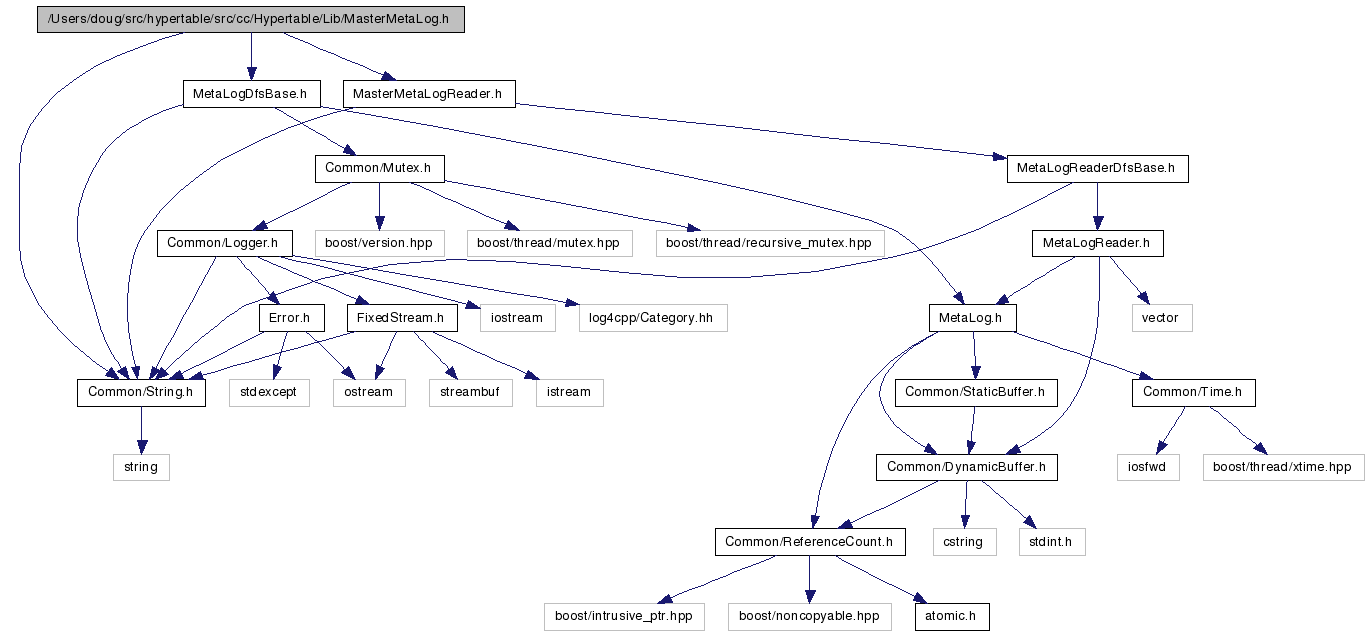 /Users/doug/src/hypertable/src/cc/Hypertable/Lib/MasterMetaLog.h
MetaLogDfsBase.h
MasterMetaLogReader.h
Common/Mutex.h
MetaLogReaderDfsBase.h
Common/Logger.h
boost/version.hpp
boost/thread/mutex.hpp
boost/thread/recursive_mutex.hpp
MetaLogReader.h
Error.h
FixedStream.h
iostream
log4cpp/Category.hh
MetaLog.h
vector
Common/String.h
stdexcept
ostream
streambuf
istream
Common/StaticBuffer.h
Common/Time.h
string
Common/DynamicBuffer.h
iosfwd
boost/thread/xtime.hpp
Common/ReferenceCount.h
cstring
stdint.h
boost/intrusive_ptr.hpp
boost/noncopyable.hpp
atomic.h